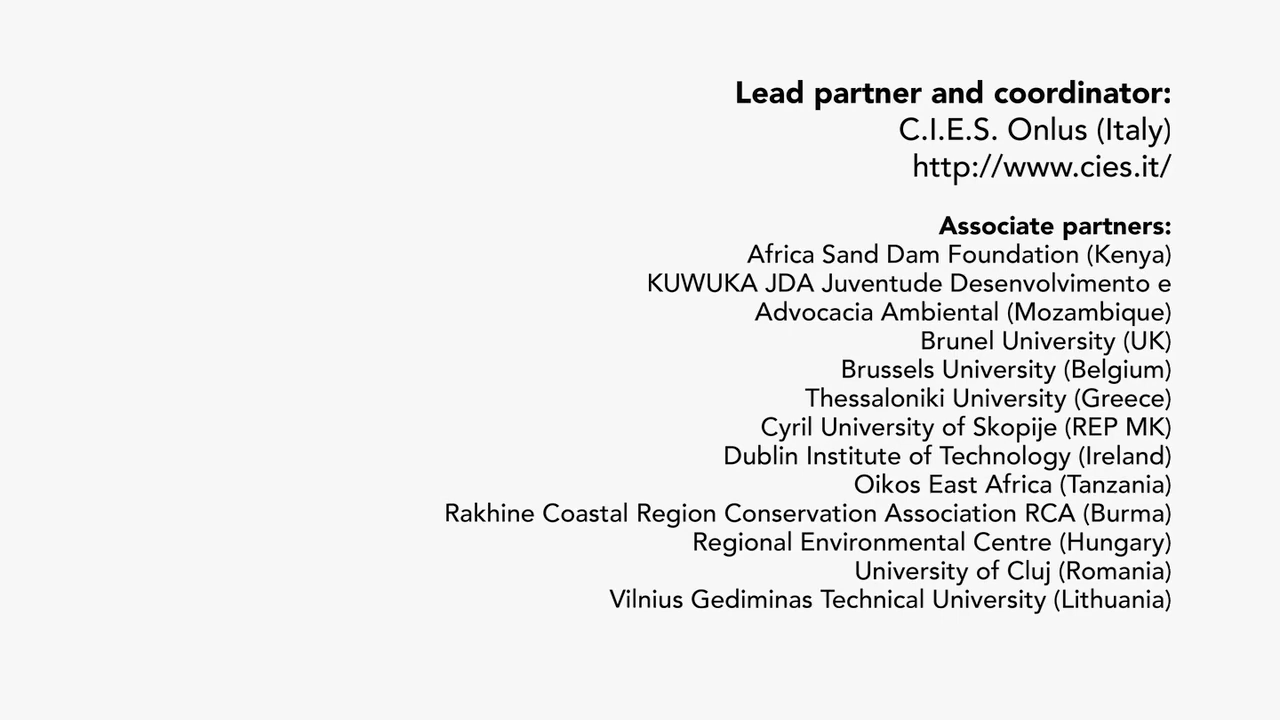 Lead partner and coordinator:
C.I.E.S. Onlus (Italy)
http://www.cies.it/
Associate partners:
Africa Sand Dam Foundation (Kenya)
KUWUKA JDA Juventude Desenvolvimento e
Advocacia Ambiental (Mozambique)
Brunel University (UK)
Brussels University (Belgium)
Thessaloniki University (Greece)
Cyril University of Skopije (REP MK)
Dublin Institute of Technology (Ireland)
Oikos East Africa (Tanzania)
Rakhine Coastal Region Conservation Association RCA (Burma)
Regional Environmental Centre (Hungary)
University of Cluj (Romania)
Vilnius Gediminas Technical University (Lithuania)